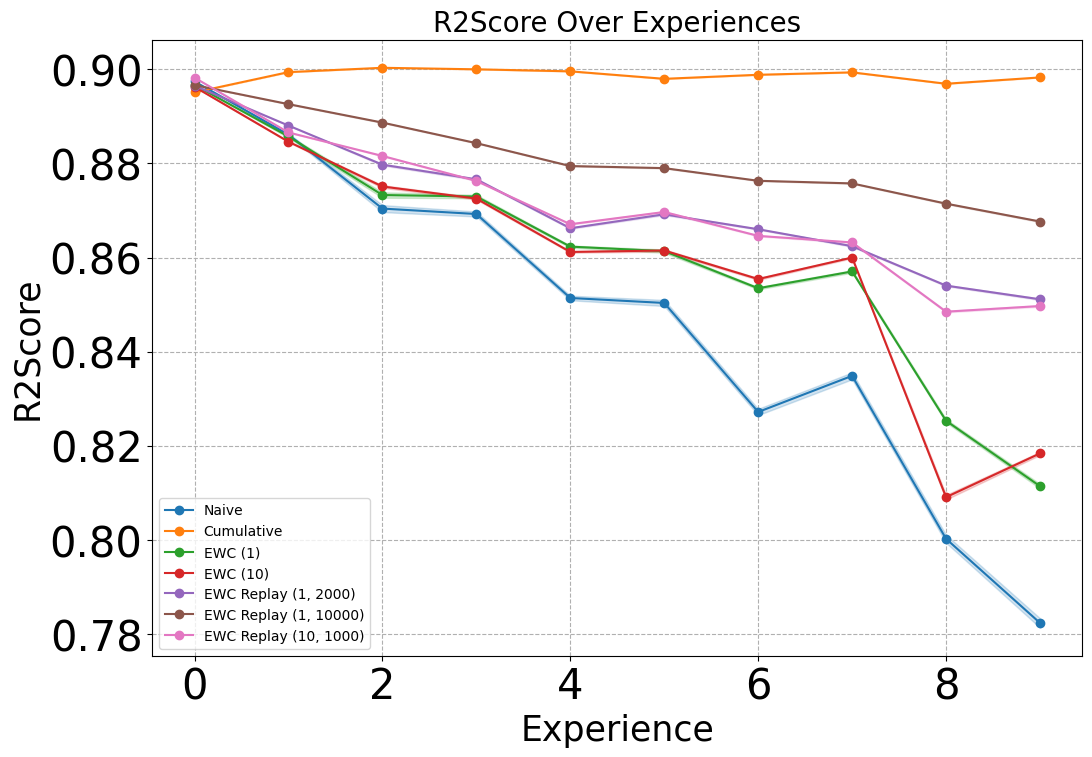 R2Score Over Experiences
0.90
0.88
0.86
0.84
0.82
0.80
0.78
R2Score
Naive
Cumulative
EWC (1)
EWC (10)
EWC Replay (1, 2000)
EWC Replay (1, 10000)
EWC Replay (10, 1000)
0 2 4 6 8
Experience